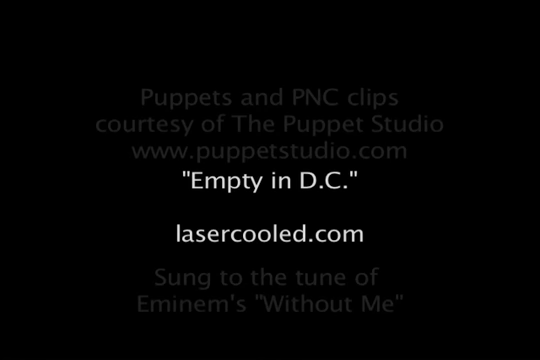 Puppets and PNC clips
courtesy of The Puppet Studio
www.puppetstudio.com
"Empty in D.C."
lasercooled.com
Sung to the tune of
Eminem's "Without Me"